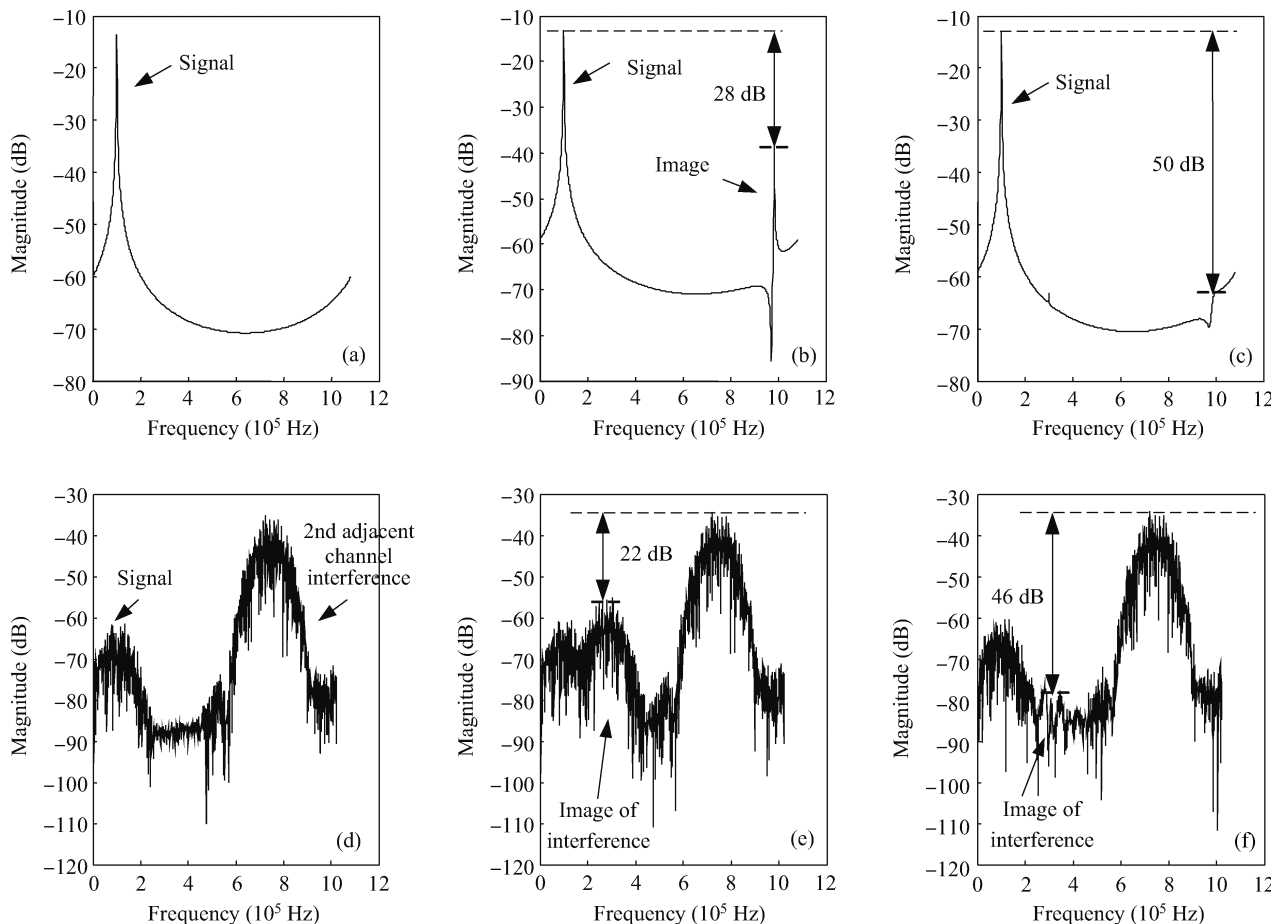 −10
−20
−30
−40
−50
−60
−70
−80
Magnitude (dB)
Signal
(a)
0 2 4 6 8 10 12
Frequency (10⁵ Hz)
−10
−20
−30
−40
−50
−60
−70
−80
−90
Magnitude (dB)
Signal
28 dB
Image
(b)
0 2 4 6 8 10 12
Frequency (10⁵ Hz)
−10
−20
−30
−40
−50
−60
−70
−80
Magnitude (dB)
Signal
50 dB
(c)
0 2 4 6 8 10 12
Frequency (10⁵ Hz)
−30
−40
−50
−60
−70
−80
−90
−100
−110
−120
Magnitude (dB)
2nd adjacent
channel
interference
Signal
(d)
0 2 4 6 8 10 12
Frequency (10⁵ Hz)
−30
−40
−50
−60
−70
−80
−90
−100
−110
−120
Magnitude (dB)
22 dB
Image of
interference
(e)
0 2 4 6 8 10 12
Frequency (10⁵ Hz)
−30
−40
−50
−60
−70
−80
−90
−100
−110
−120
Magnitude (dB)
46 dB
Image of
interference
(f)
0 2 4 6 8 10 12
Frequency (10⁵ Hz)